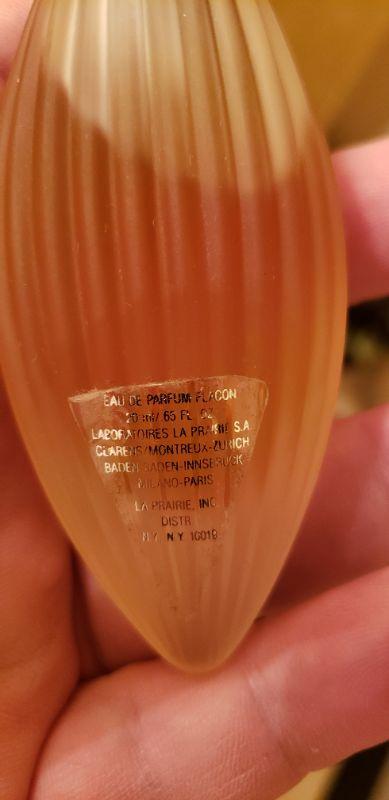 EAU DE PARFUM FLACON
20 ml/ 65 FL. OZ
LABORATOIRES LA PRAIRIE S.A.
CLARENS/MONTREUX-ZURICH
BADEN BADEN-INNSBRUCK
MILANO-PARIS
LA PRAIRIE, INC
DISTR
N.Y. N.Y 10019